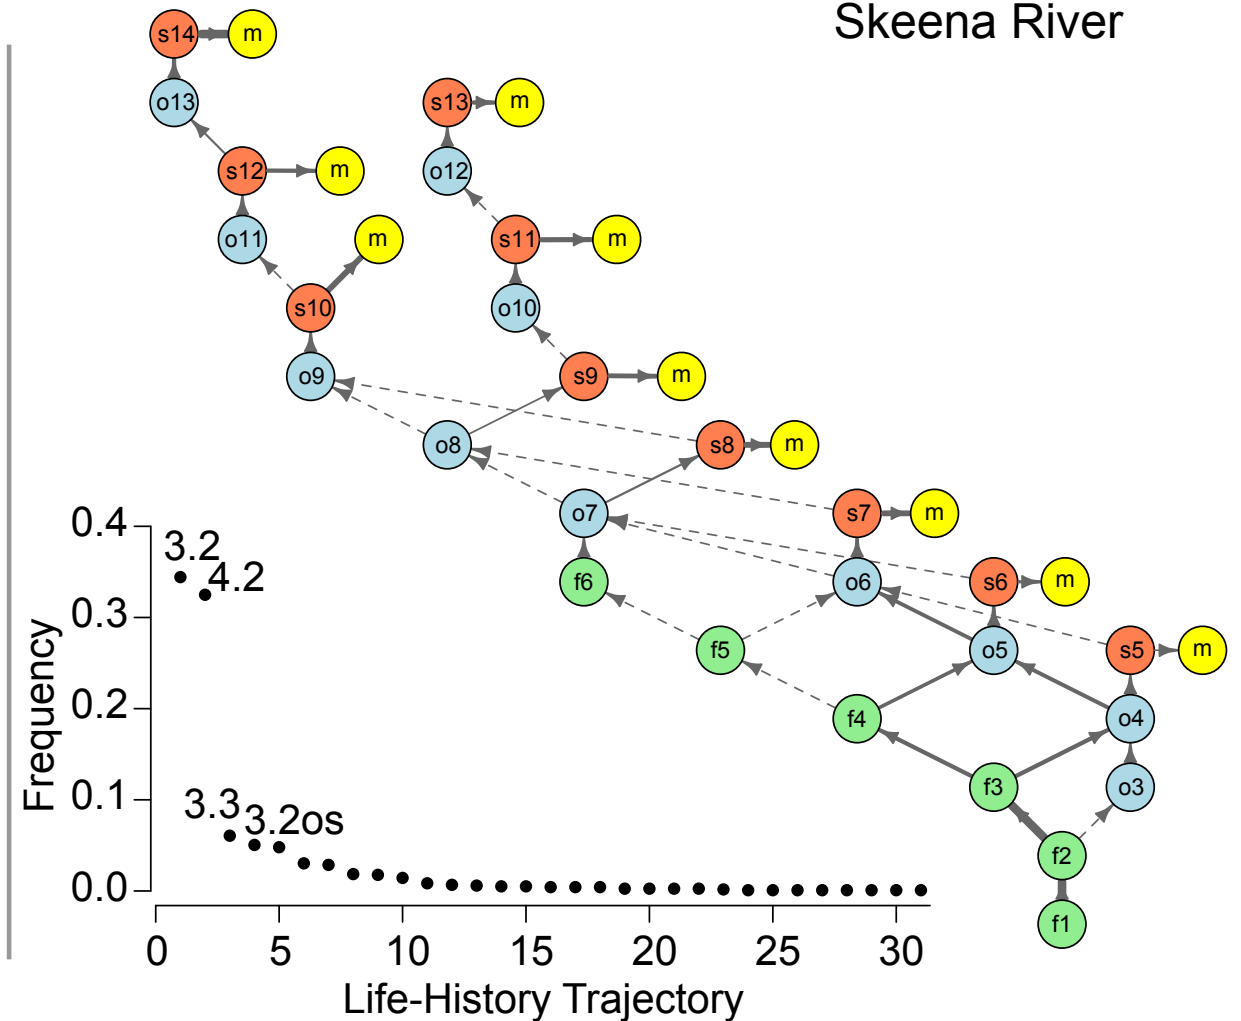 Skeena River
s14 m
o13 s13 m
s12 m o12
o11 m s11 m
s10 o10
o9 s9 m
o8 s8 m
o7 s7 m
f6 o6 s6 m
f5 o5 s5 m
f4 o4
f3 o3
f2
f1
0.4
3.2
4.2
0.3
0.2
0.1
3.3
3.2os
0.0
Frequency
0 5 10 15 20 25 30
Life-History Trajectory